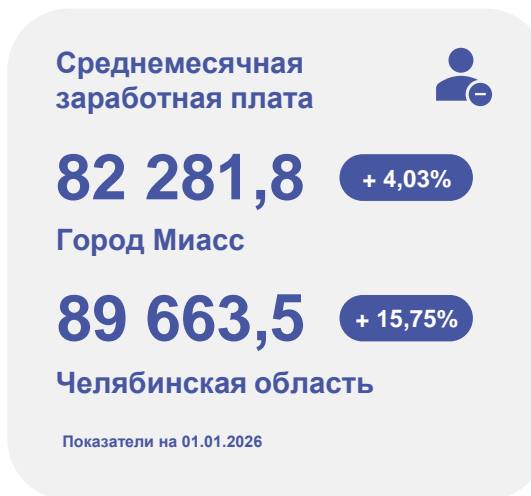 Среднемесячная
заработная плата
82 281,8
+ 4,03%
Город Миасс
89 663,5
+ 15,75%
Челябинская область
Показатели на 01.01.2026